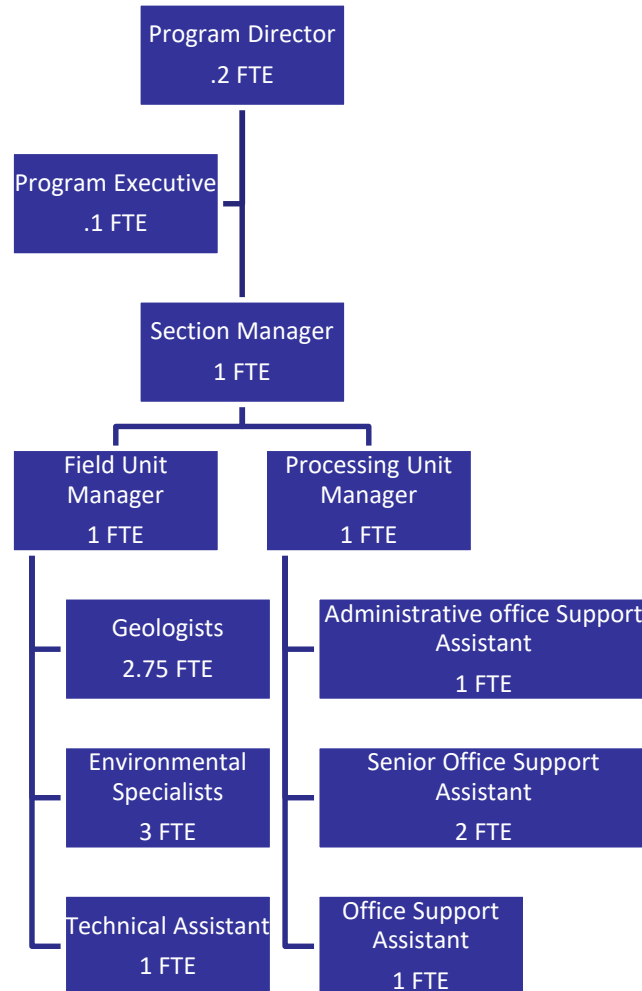 Program Director
.2 FTE
Program Executive
.1 FTE
Section Manager
1 FTE
Field Unit
Manager
1 FTE
Processing Unit
Manager
1 FTE
Geologists
2.75 FTE
Administrative office Support
Assistant
1 FTE
Environmental
Specialists
3 FTE
Senior Office Support
Assistant
2 FTE
Technical Assistant
1 FTE
Office Support
Assistant
1 FTE